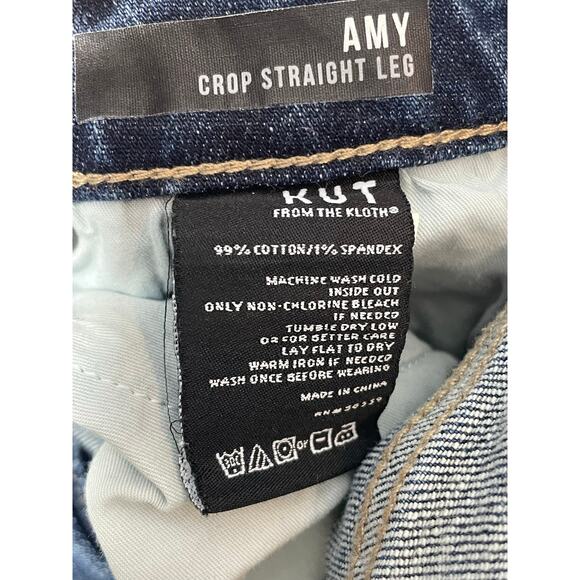 AMY
CROP STRAIGHT LEG
KUT
FROM THE KLOTH®
99% COTTON/1% SPANDEX
MACHINE WASH COLD
INSIDE OUT
ONLY NON-CHLORINE BLEACH
IF NEEDED
TUMBLE DRY LOW
OR FOR BETTER CARE
LAY FLAT TO DRY
WARM IRON IF NEEDED
WASH ONCE BEFORE WEARING
MADE IN CHINA
or